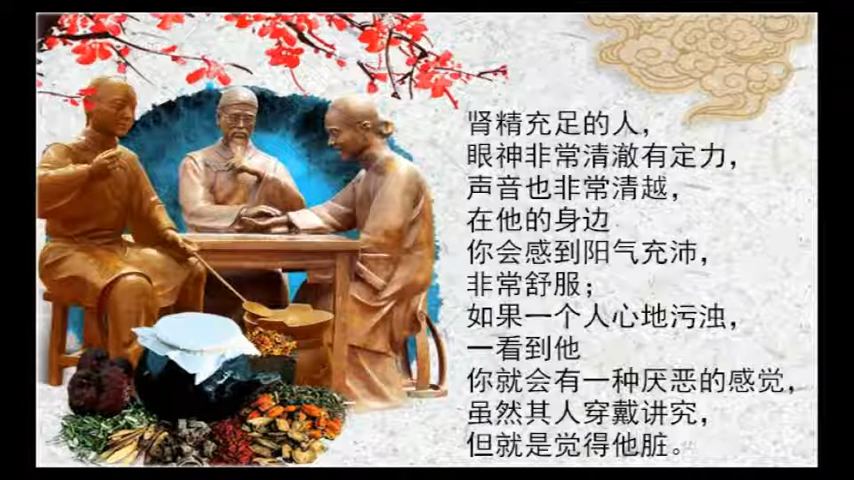 肾精充足的人，
眼神非常清澈有定力，
声音也非常清越，
在他的身边
你会感到阳气充沛，
非常舒服；
如果一个人心地污浊，
一看到他
你就会有一种厌恶的感觉，
虽然其人穿戴讲究，
但就是觉得他脏。